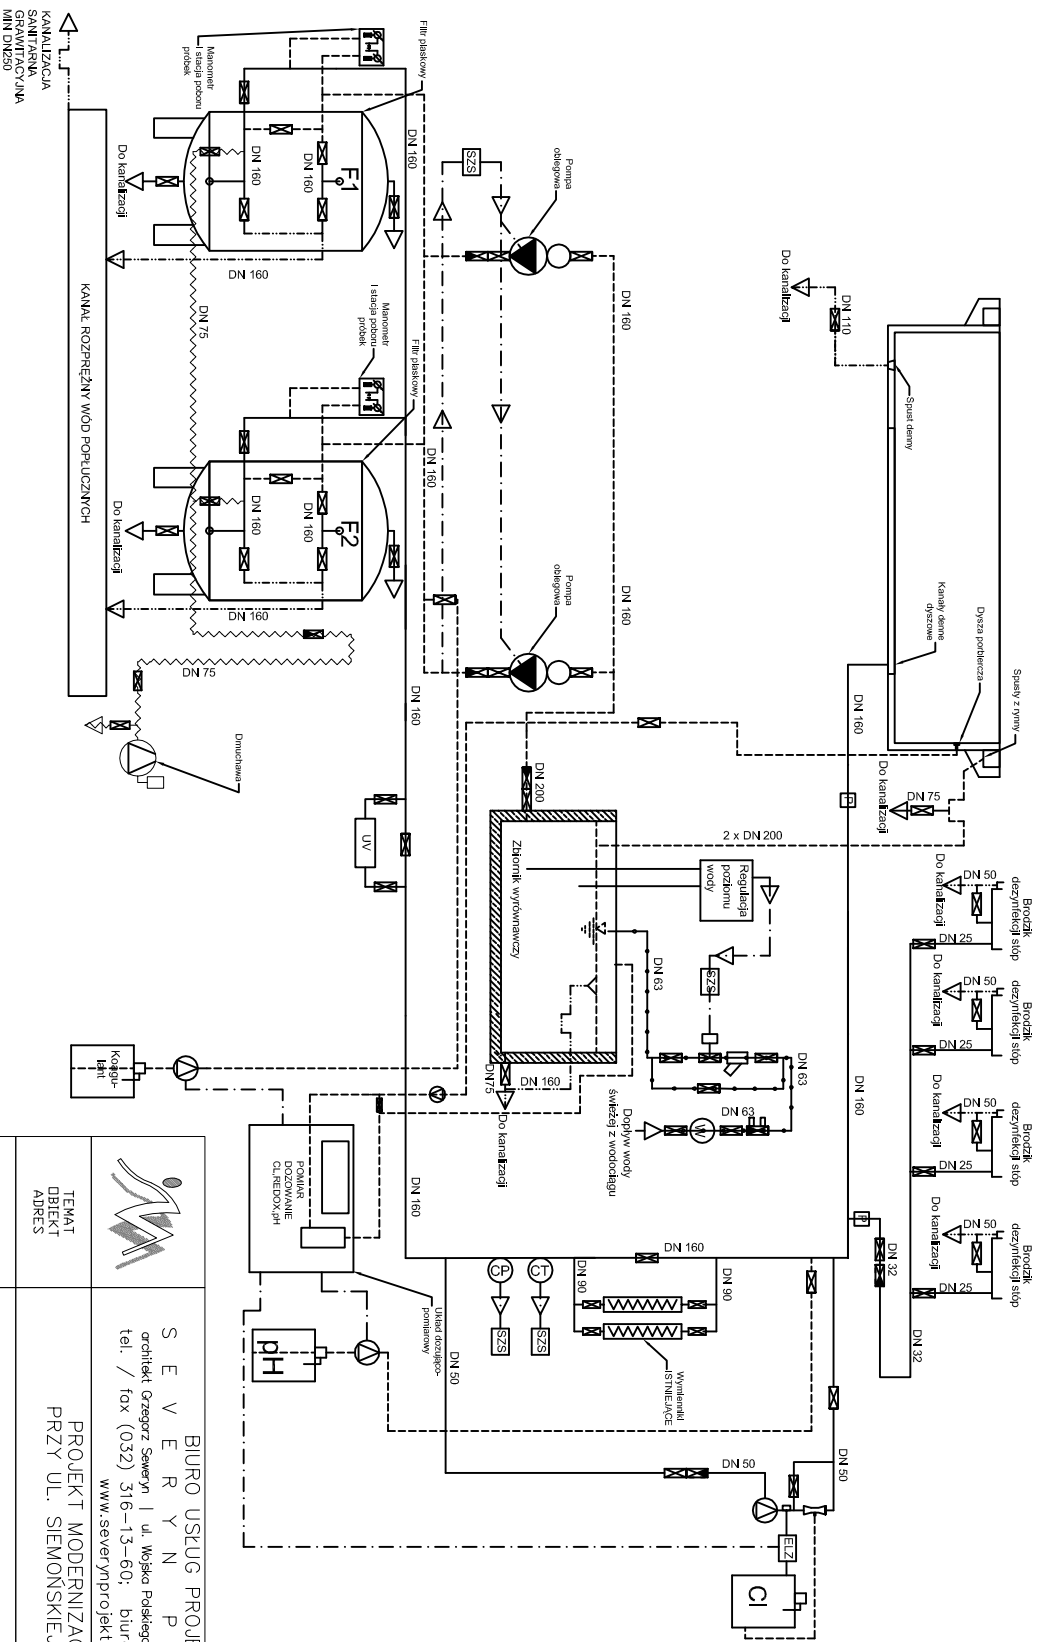 KANALIZACJA
SANITARNA
GRAWITACYJNA
MIN DN250
KANAŁ ROZPRĘŻNY WÓD POPŁUCZNYCH
Manometr
i stacja poboru
próbek
Filtr piaskowy
F1
DN 160
DN 160
DN 160
DN 160
Do kanalizacji
DN 75
Manometr
i stacja poboru
próbek
Filtr piaskowy
F2
DN 160
DN 160
DN 160
DN 160
Do kanalizacji
DN 75
Dmuchawa
SZS
Pompa
obiegowa
DN 160
Pompa
obiegowa
DN 160
DN 160
UV
Do kanalizacji
DN 110
Spust denny
Kanały denne
dyszowe
Dysza porbiercza
Spusty z rynny
DN 160
P
Do kanalizacji
DN 75
DN 200
2 x DN 200
Zbiornik wyrównawczy
Regulacja
poziomu
wody
SZS
DN 63
DN 63
DN 63
W
Dopływ wody
świeżej z wodociągu
DN75
DN 160
Do kanalizacji
DN 160
Brodzik
dezynfekcji stóp
DN 50
Do kanalizacji
DN 25
Brodzik
dezynfekcji stóp
DN 50
Do kanalizacji
DN 25
Brodzik
dezynfekcji stóp
DN 50
Do kanalizacji
DN 25
Brodzik
dezynfekcji stóp
DN 50
Do kanalizacji
DN 25
P
DN 32
DN 32
Koagu-
lant
POMIAR
DOZOWANIE
CL,REDOX,pH
Układ dozująco-
pomiarowy
DN 160
DN 160
CP
SZS
CT
SZS
DN 90
DN 90
Wymienniki
ISTNIEJĄCE
pH
DN 50
DN 50
DN 50
ELZ
Cl
TEMAT
OBIEKT
ADRES
BIURO USŁUG PROJE
S E V E R Y N P
architekt Grzegorz Seweryn | ul. Wojska Polskiego
tel. / fax (032) 316-13-60; biur
www.severynprojekt
PROJEKT MODERNIZAC
PRZY UL. SIEMOŃSKIEJ